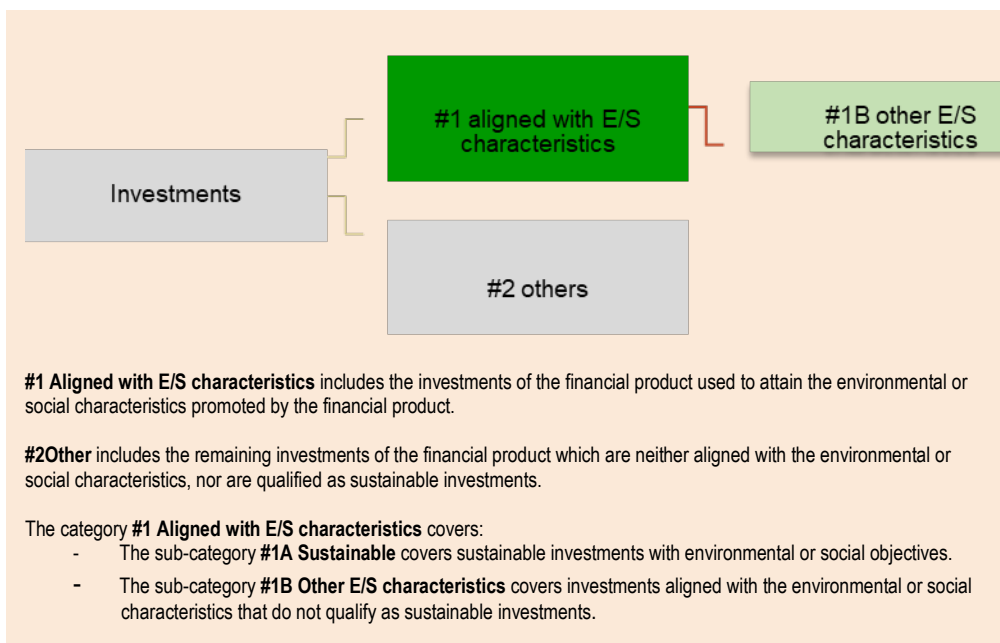 #1 aligned with E/S
characteristics
#1B other E/S
characteristics
Investments
#2 others
#1 Aligned with E/S characteristics includes the investments of the financial product used to attain the environmental or
social characteristics promoted by the financial product.
#2Other includes the remaining investments of the financial product which are neither aligned with the environmental or
social characteristics, nor are qualified as sustainable investments.
The category #1 Aligned with E/S characteristics covers:
- The sub-category #1A Sustainable covers sustainable investments with environmental or social objectives.
- The sub-category #1B Other E/S characteristics covers investments aligned with the environmental or social
characteristics that do not qualify as sustainable investments.